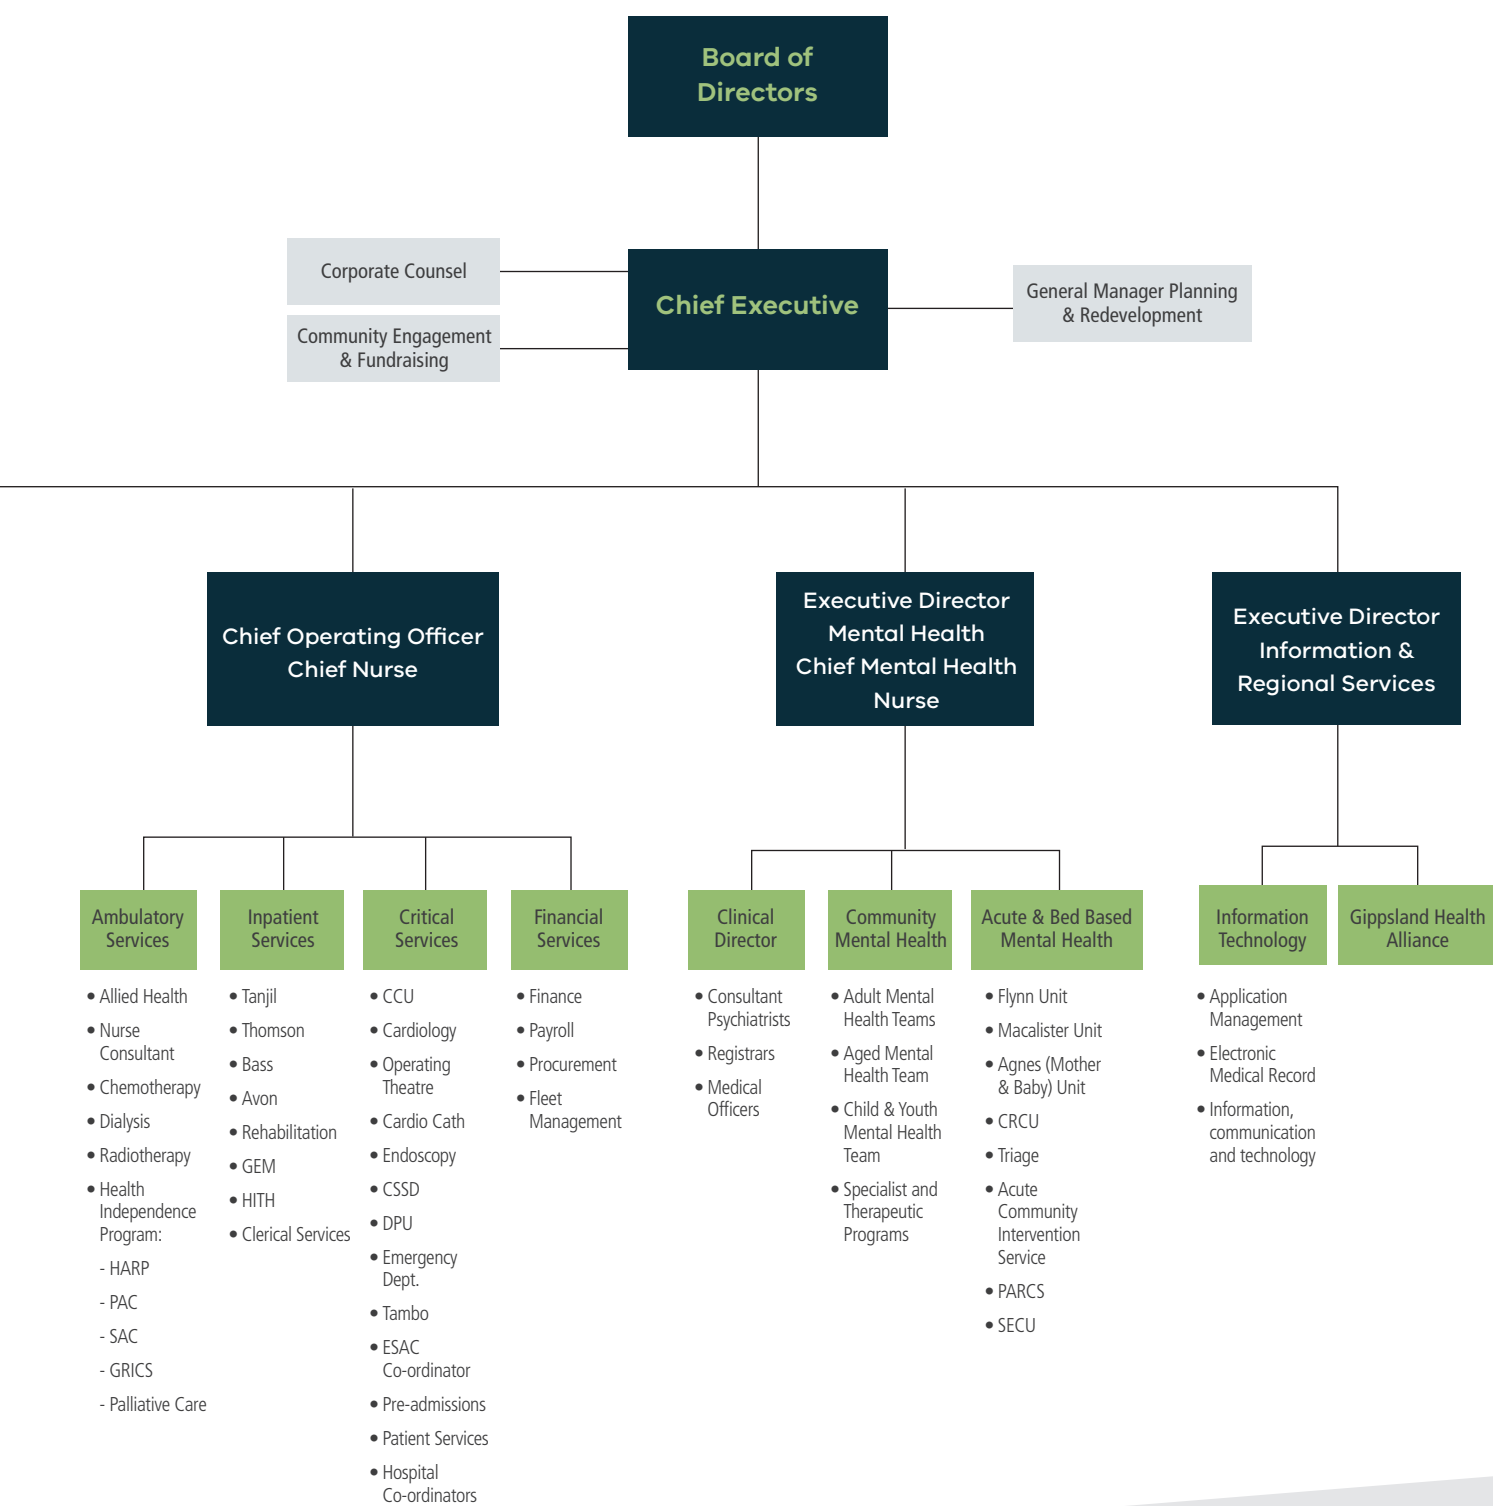 Board of
Directors
Corporate Counsel
Community Engagement
& Fundraising
Chief Executive
General Manager Planning
& Redevelopment
Chief Operating Officer
Chief Nurse
Executive Director
Mental Health
Chief Mental Health
Nurse
Executive Director
Information &
Regional Services
Ambulatory
Services
• Allied Health
• Nurse
Consultant
• Chemotherapy
• Dialysis
• Radiotherapy
• Health
Independence
Program:
- HARP
- PAC
- SAC
- GRICS
- Palliative Care
Inpatient
Services
• Tanjil
• Thomson
• Bass
• Avon
• Rehabilitation
• GEM
• HITH
• Clerical Services
Critical
Services
• CCU
• Cardiology
• Operating
Theatre
• Cardio Cath
• Endoscopy
• CSSD
• DPU
• Emergency
Dept.
• Tambo
• ESAC
Co-ordinator
• Pre-admissions
• Patient Services
• Hospital
Co-ordinators
Financial
Services
• Finance
• Payroll
• Procurement
• Fleet
Management
Clinical
Director
• Consultant
Psychiatrists
• Registrars
• Medical
Officers
Community
Mental Health
• Adult Mental
Health Teams
• Aged Mental
Health Team
• Child & Youth
Mental Health
Team
• Specialist and
Therapeutic
Programs
Acute & Bed Based
Mental Health
• Flynn Unit
• Macalister Unit
• Agnes (Mother
& Baby) Unit
• CRCU
• Triage
• Acute
Community
Intervention
Service
• PARCS
• SECU
Information
Technology
• Application
Management
• Electronic
Medical Record
• Information,
communication
and technology
Gippsland Health
Alliance